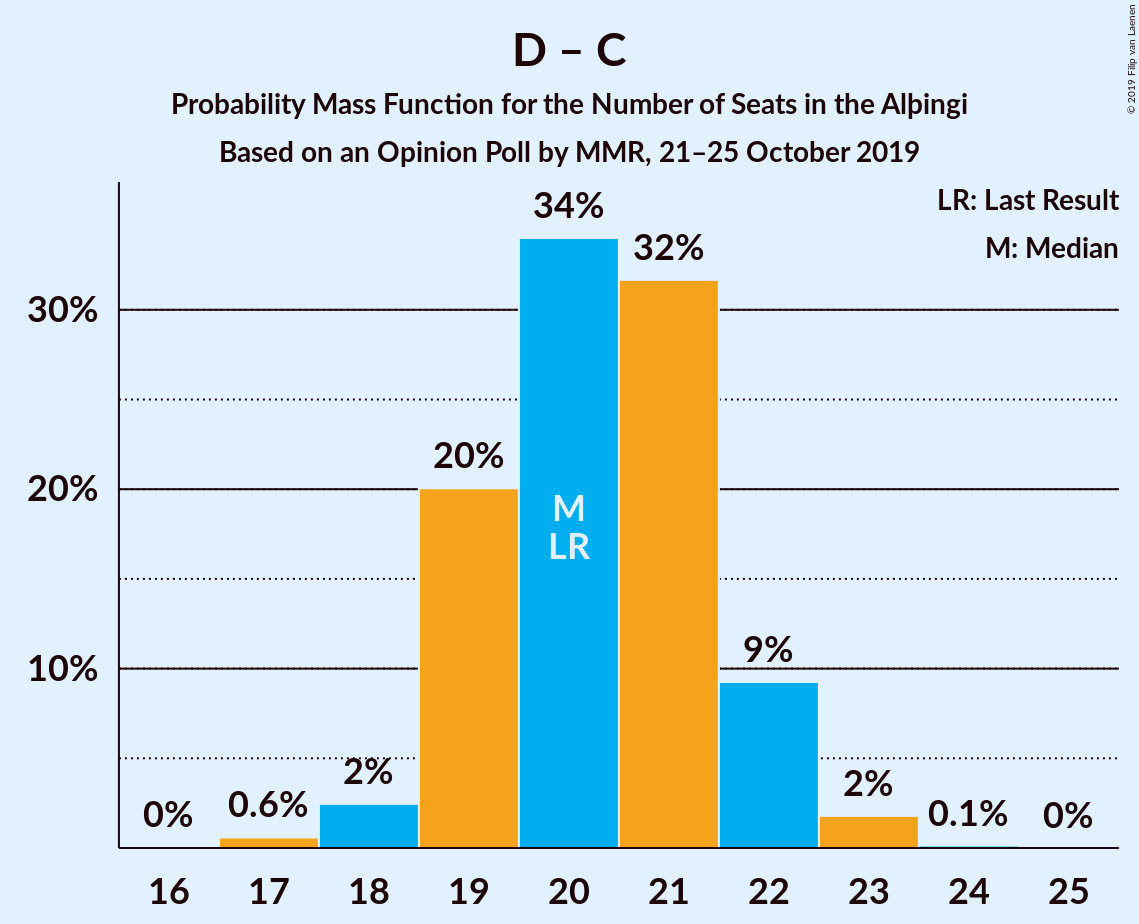 D – C
Probability Mass Function for the Number of Seats in the Alþingi
Based on an Opinion Poll by MMR, 21–25 October 2019
© 2019 Filip van Laenen
LR: Last Result
M: Median
34%
32%
30%
20%
20%
M
LR
9%
10%
2%
2%
0.6%
0%
0.1%
0%
16 17 18 19 20 21 22 23 24 25